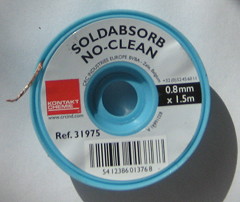 SOLDABSORB
NO-CLEAN
0.8mm
x 1.5m
KONTAKT
CHEMIE
Ref. 31975
5412386013768